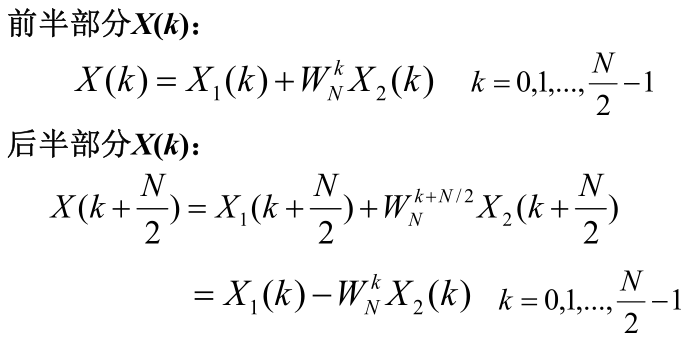 前半部分X(k)：
X(k) = X₁(k) + W_N^k X₂(k)  k = 0,1,..., N/2 −1
后半部分X(k)：
X(k + N/2) = X₁(k + N/2) + W_N^{k+N/2} X₂(k + N/2)
= X₁(k) − W_N^k X₂(k)  k = 0,1,..., N/2 −1